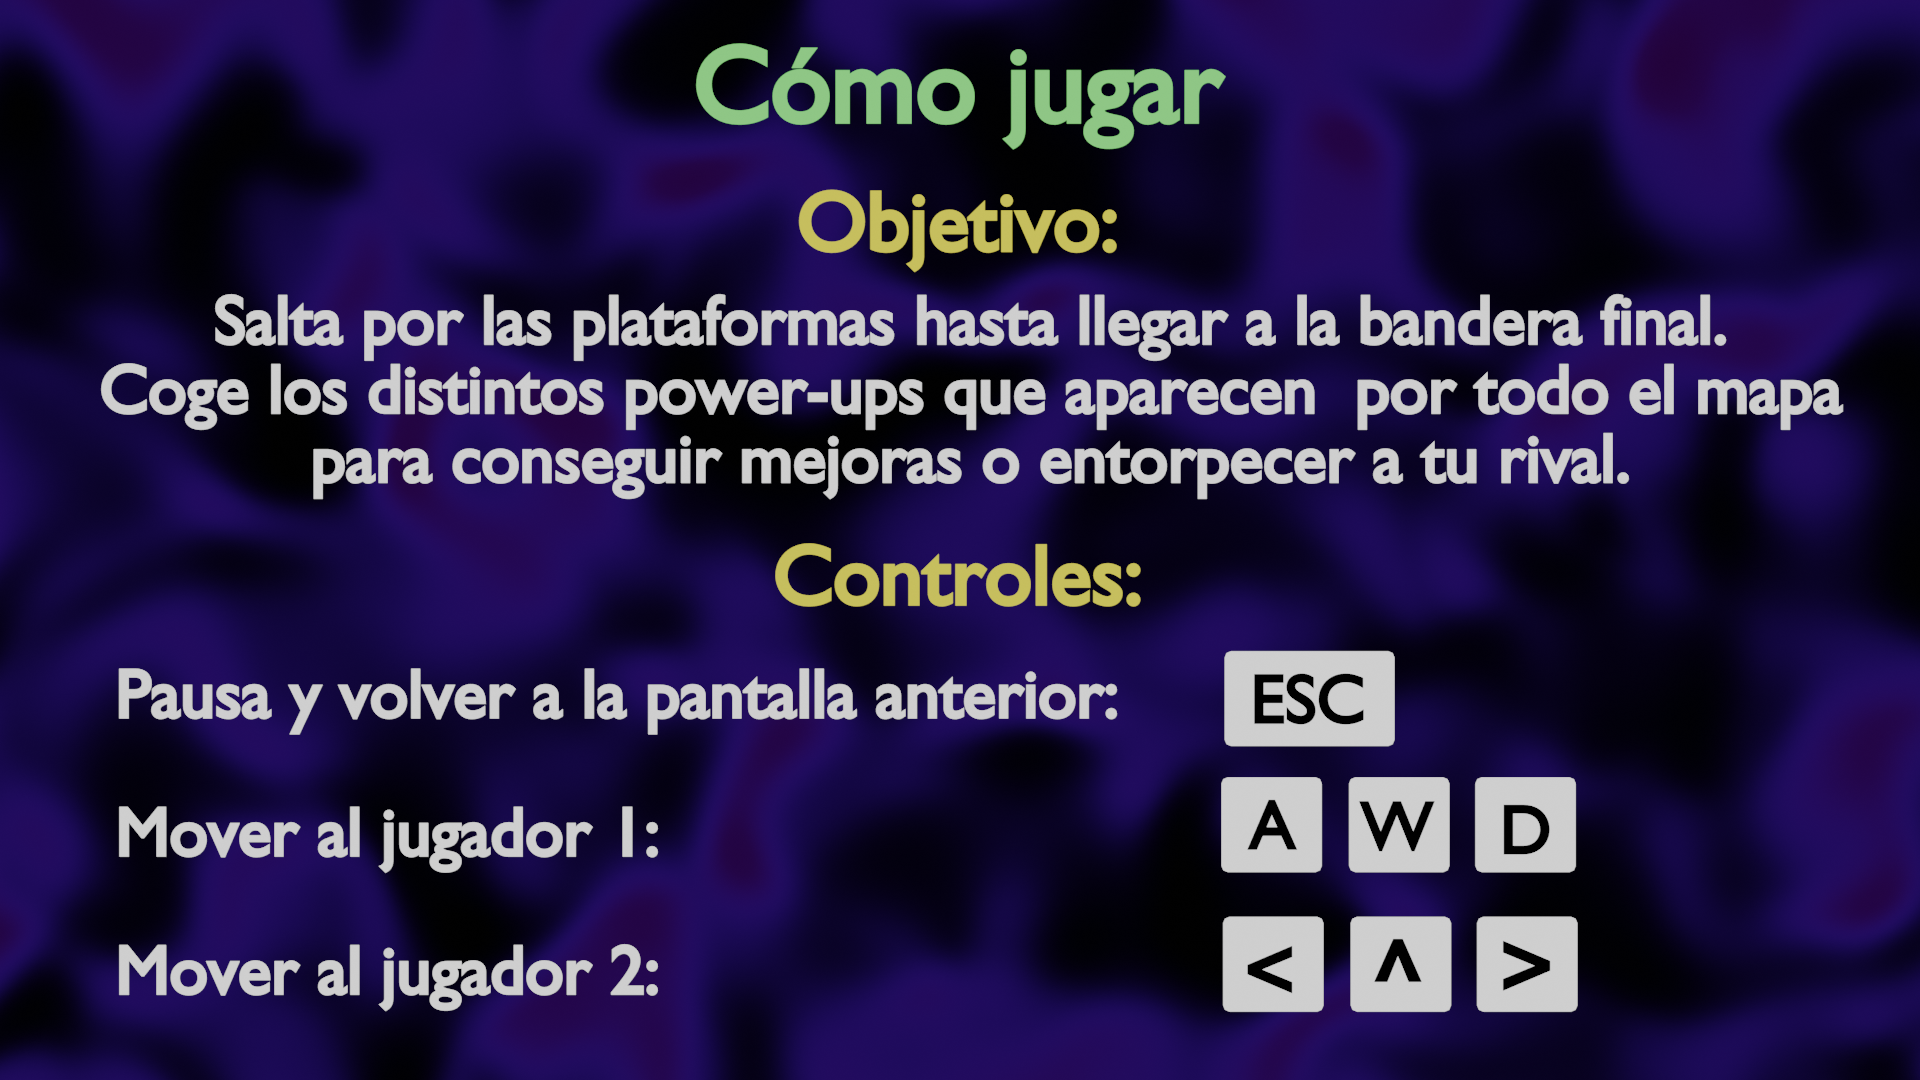 Cómo jugar
Objetivo:
Salta por las plataformas hasta llegar a la bandera final.
Coge los distintos power-ups que aparecen  por todo el mapa
para conseguir mejoras o entorpecer a tu rival.
Controles:
Pausa y volver a la pantalla anterior: ESC
Mover al jugador 1: A W D
Mover al jugador 2: < ^ >